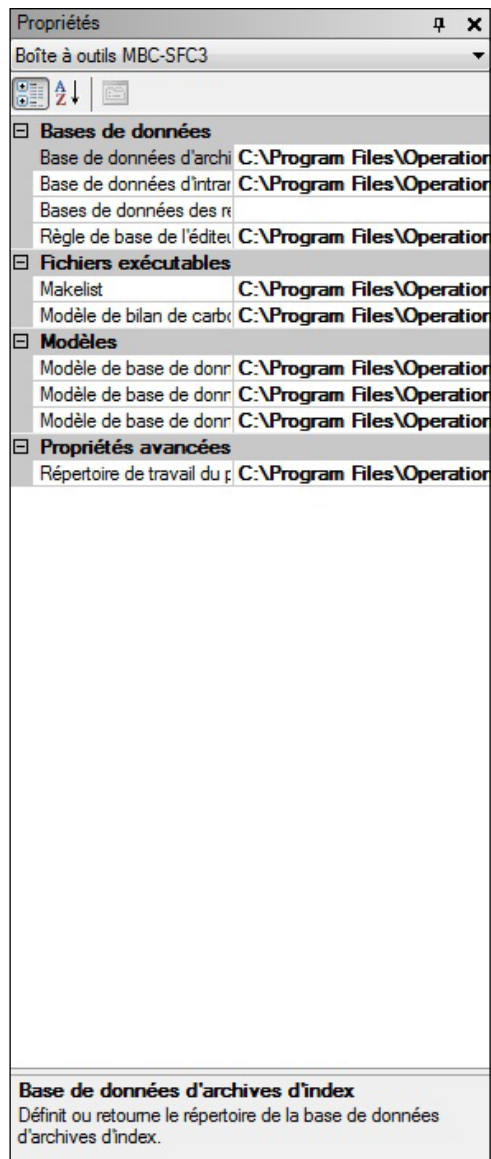 Propriétés
Boîte à outils MBC-SFC3
Bases de données
Base de données d'archi C:\Program Files\Operation
Base de données d'intrar C:\Program Files\Operation
Bases de données des re
Règle de base de l'éditeu C:\Program Files\Operation
Fichiers exécutables
Makelist C:\Program Files\Operation
Modèle de bilan de carbo C:\Program Files\Operation
Modèles
Modèle de base de donn C:\Program Files\Operation
Modèle de base de donn C:\Program Files\Operation
Modèle de base de donn C:\Program Files\Operation
Propriétés avancées
Répertoire de travail du p C:\Program Files\Operation
Base de données d'archives d'index
Définit ou retourne le répertoire de la base de données
d'archives d'index.